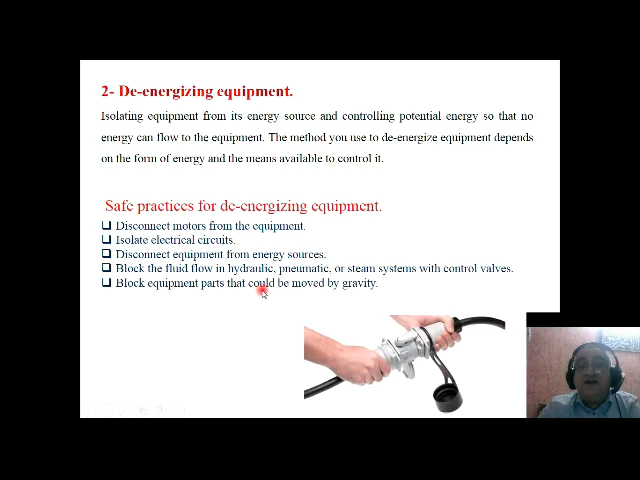 2- De-energizing equipment.
Isolating equipment from its energy source and controlling potential energy so that no
energy can flow to the equipment. The method you use to de-energize equipment depends
on the form of energy and the means available to control it.
Safe practices for de-energizing equipment.
❑ Disconnect motors from the equipment.
❑ Isolate electrical circuits.
❑ Disconnect equipment from energy sources.
❑ Block the fluid flow in hydraulic, pneumatic, or steam systems with control valves.
❑ Block equipment parts that could be moved by gravity.